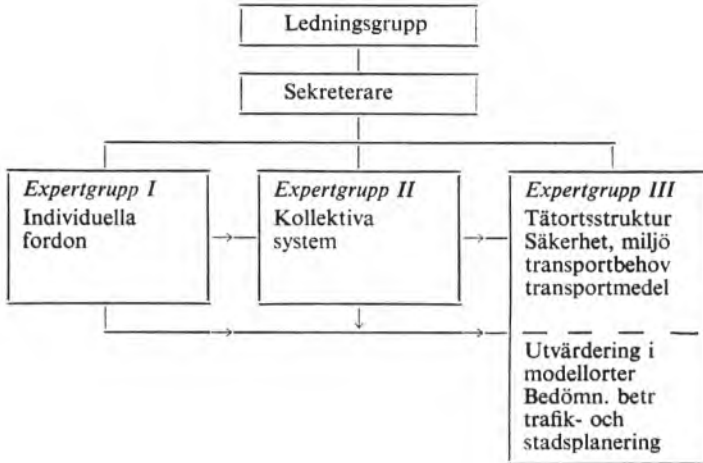 Ledningsgrupp
Sekreterare
Expertgrupp I
Individuella
fordon
Expertgrupp II
Kollektiva
system
Expertgrupp III
Tätortsstruktur
Säkerhet, miljö
transportbehov
transportmedel
Utvärdering i
modellorter
Bedömn. betr
trafik- och
stadsplanering